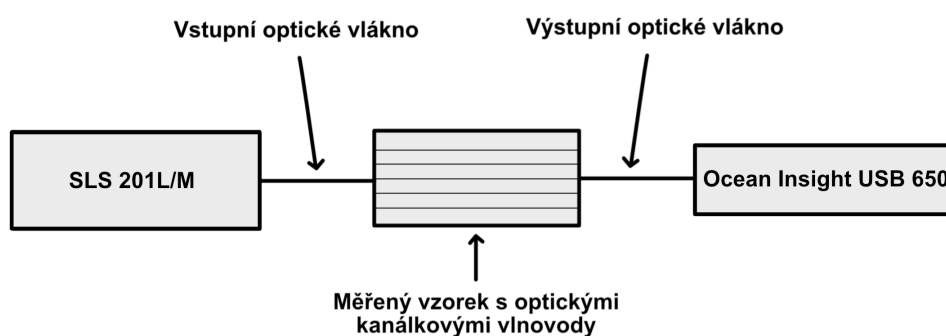 Vstupní optické vlákno
Výstupní optické vlákno
SLS 201L/M
Ocean Insight USB 650
Měřený vzorek s optickými
kanálkovými vlnovody